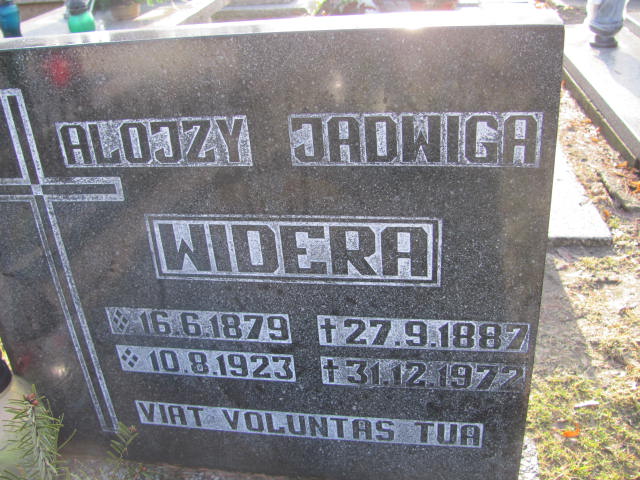 ALOJZY JADWIGA
WIDERA
16.6.1879 †27.9.1887
10.8.1923 †31.12.1972
VIAT VOLUNTAS TUA